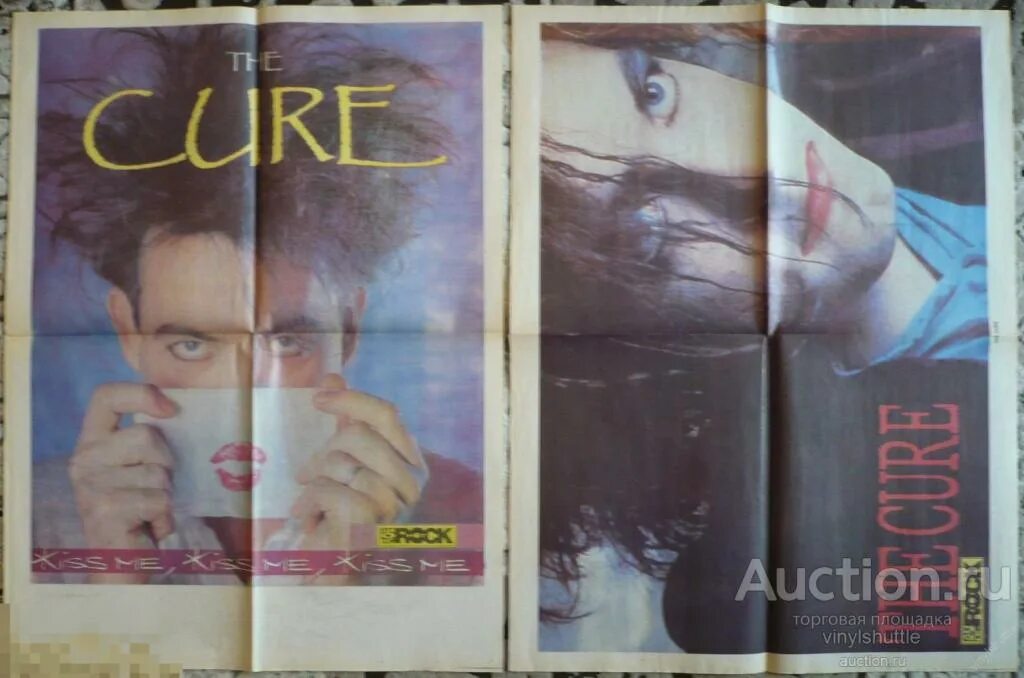 THE
CURE
ROCK
KISS ME, KISS ME, KISS ME
THE CURE
ROCK
Auction.ru
торговая площадка
vinylshuttle
auction.ru